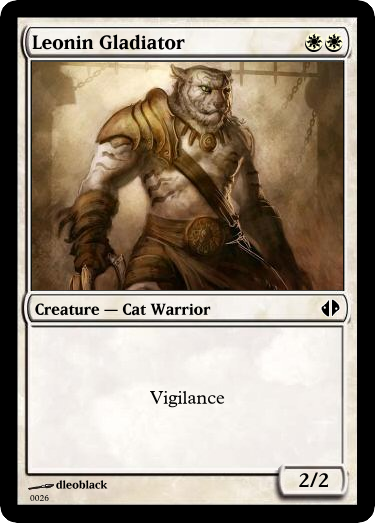 Leonin Gladiator
Creature — Cat Warrior
Vigilance
dleoblack
2/2
0026